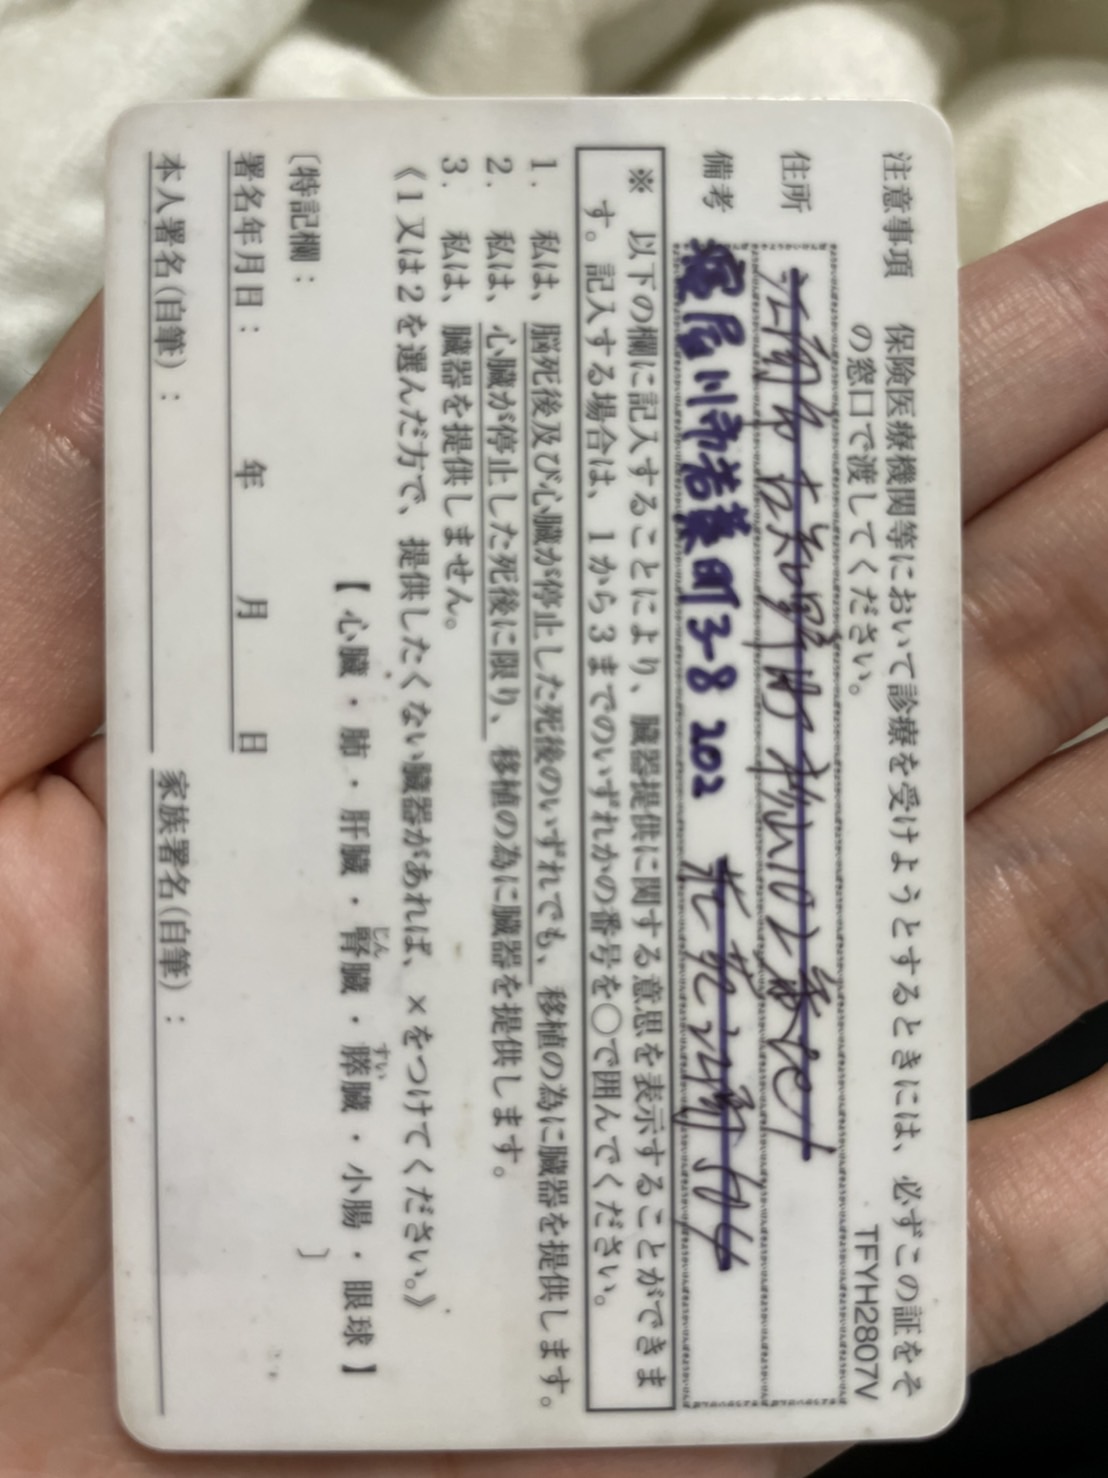 注意事項 保険医療機関等において診療を受けようとするときには、必ずこの証をそ
の窓口で渡してください。
TFYH2807V
住所 江南市古知野町
備考 寝屋川市若葉町3-8 202
※ 以下の欄に記入することにより、臓器提供に関する意思を表示することができま
す。記入する場合は、1から3までのいずれかの番号を○で囲んでください。
1. 私は、脳死後及び心臓が停止した死後のいずれでも、移植の為に臓器を提供します。
2. 私は、心臓が停止した死後に限り、移植の為に臓器を提供します。
3. 私は、臓器を提供しません。
《1又は2を選んだ方で、提供したくない臓器があれば、×をつけてください。》
【 心臓・肺・肝臓・腎臓・膵臓・小腸・眼球 】
じん すい
〔特記欄: 〕
署名年月日: 年 月 日
本人署名(自筆): 家族署名(自筆):